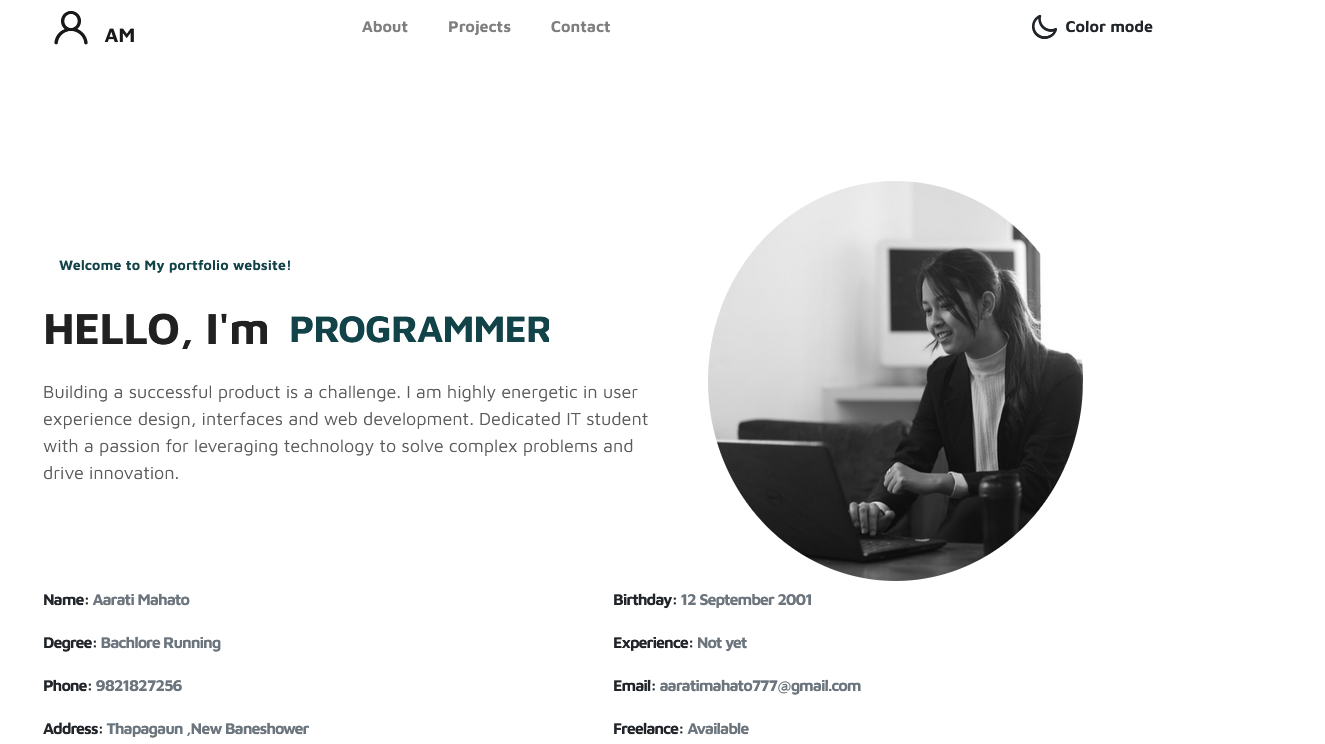 AM
About
Projects
Contact
Color mode
Welcome to My portfolio website!
HELLO, I'm PROGRAMMER
Building a successful product is a challenge. I am highly energetic in user
experience design, interfaces and web development. Dedicated IT student
with a passion for leveraging technology to solve complex problems and
drive innovation.
Name: Aarati Mahato
Birthday: 12 September 2001
Degree: Bachlore Running
Experience: Not yet
Phone: 9821827256
Email: aaratimahato777@gmail.com
Address: Thapagaun ,New Baneshower
Freelance: Available